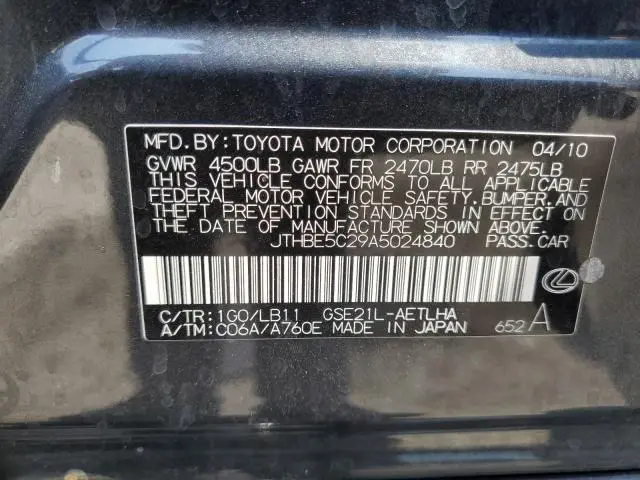 MFD.BY:TOYOTA MOTOR CORPORATION 04/10
GVWR 4500LB GAWR FR 2470LB RR 2475LB
THIS VEHICLE CONFORMS TO ALL APPLICABLE
FEDERAL MOTOR VEHICLE SAFETY, BUMPER, AND
THEFT PREVENTION STANDARDS IN EFFECT ON
THE DATE OF MANUFACTURE SHOWN ABOVE.
JTHBE5C29A5024840 PASS.CAR
C/TR:1G0/LB11 GSE21L-AETLHA
A/TM:C06A/A760E MADE IN JAPAN 652 A